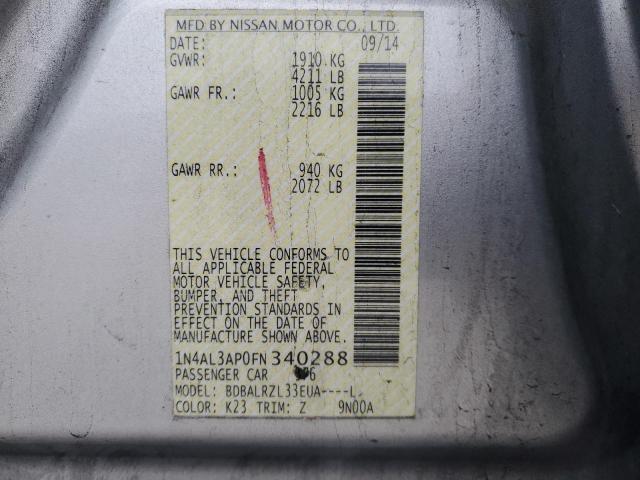 MFD BY NISSAN MOTOR CO., LTD.
DATE: 09/14
GVWR: 1910 KG
4211 LB
GAWR FR.: 1005 KG
2216 LB
GAWR RR.: 940 KG
2072 LB
THIS VEHICLE CONFORMS TO
ALL APPLICABLE FEDERAL
MOTOR VEHICLE SAFETY,
BUMPER, AND THEFT
PREVENTION STANDARDS IN
EFFECT ON THE DATE OF
MANUFACTURE SHOWN ABOVE.
1N4AL3AP0FN340288
PASSENGER CAR
MODEL: BDBALRZL33EUA----L
COLOR: K23 TRIM: Z 9N00A